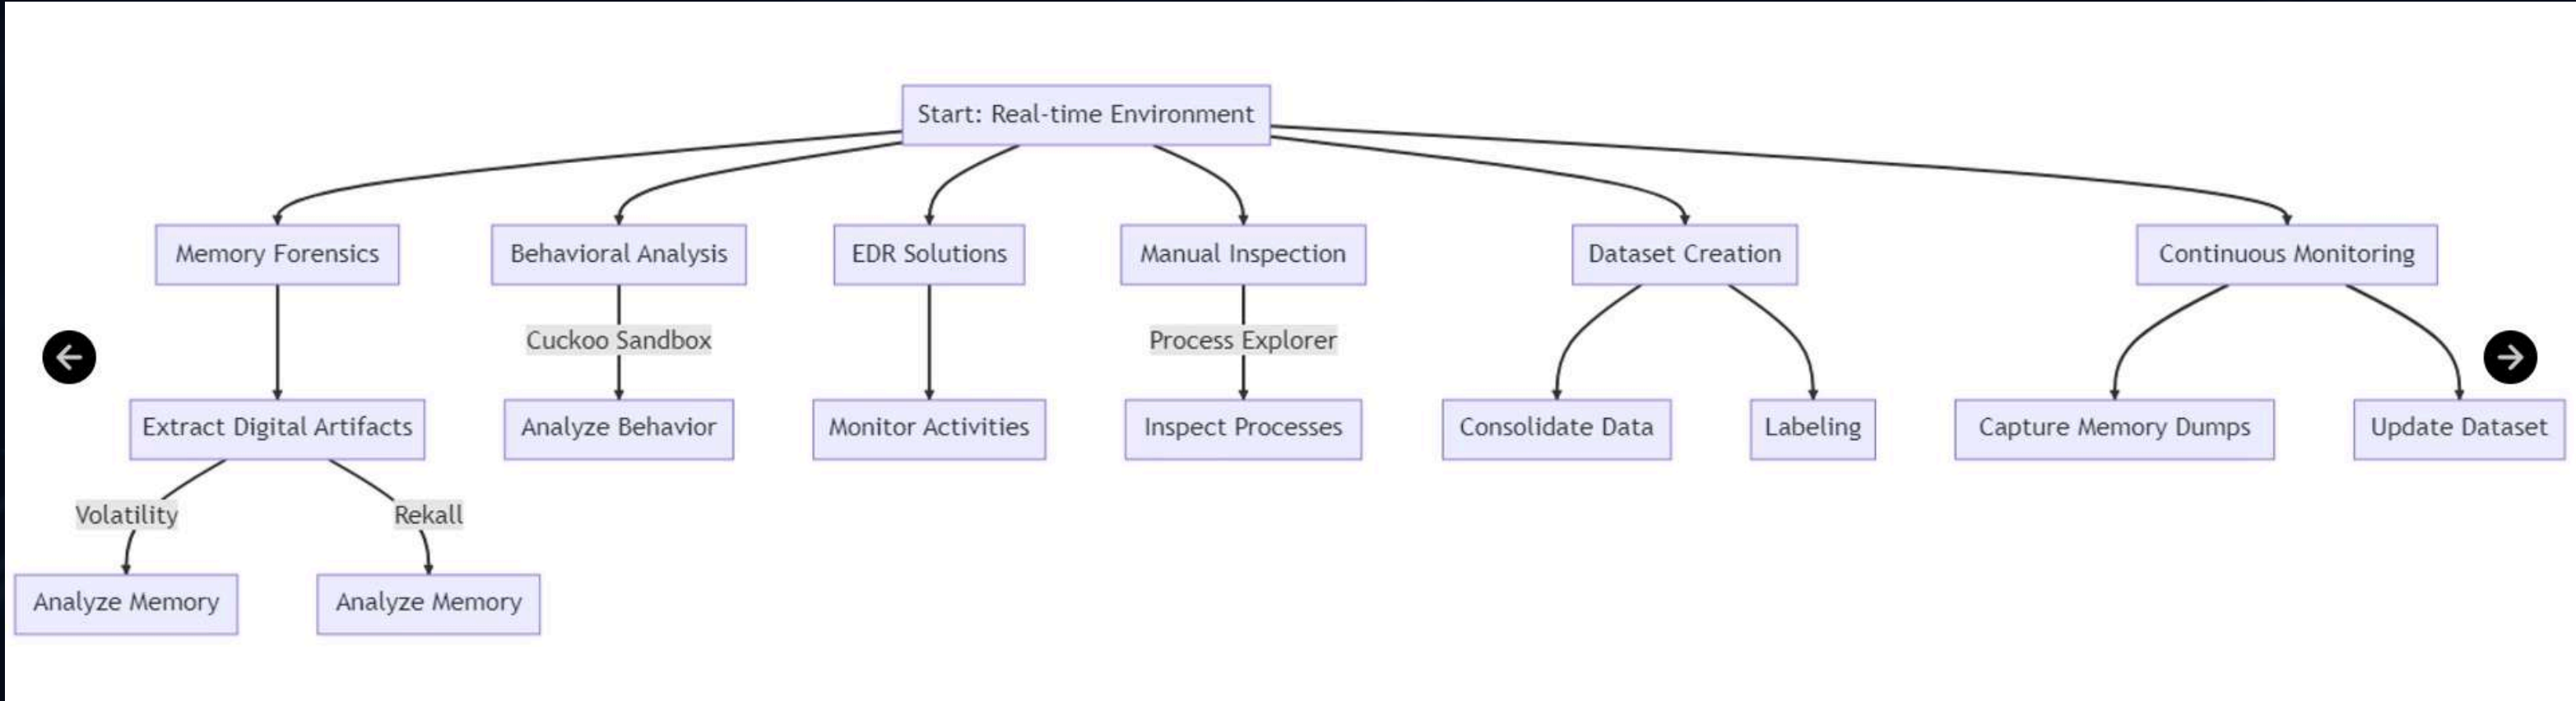 Start: Real-time Environment
Memory Forensics
Behavioral Analysis
EDR Solutions
Manual Inspection
Dataset Creation
Continuous Monitoring
Cuckoo Sandbox
Process Explorer
Extract Digital Artifacts
Analyze Behavior
Monitor Activities
Inspect Processes
Consolidate Data
Labeling
Capture Memory Dumps
Update Dataset
Volatility
Rekall
Analyze Memory
Analyze Memory